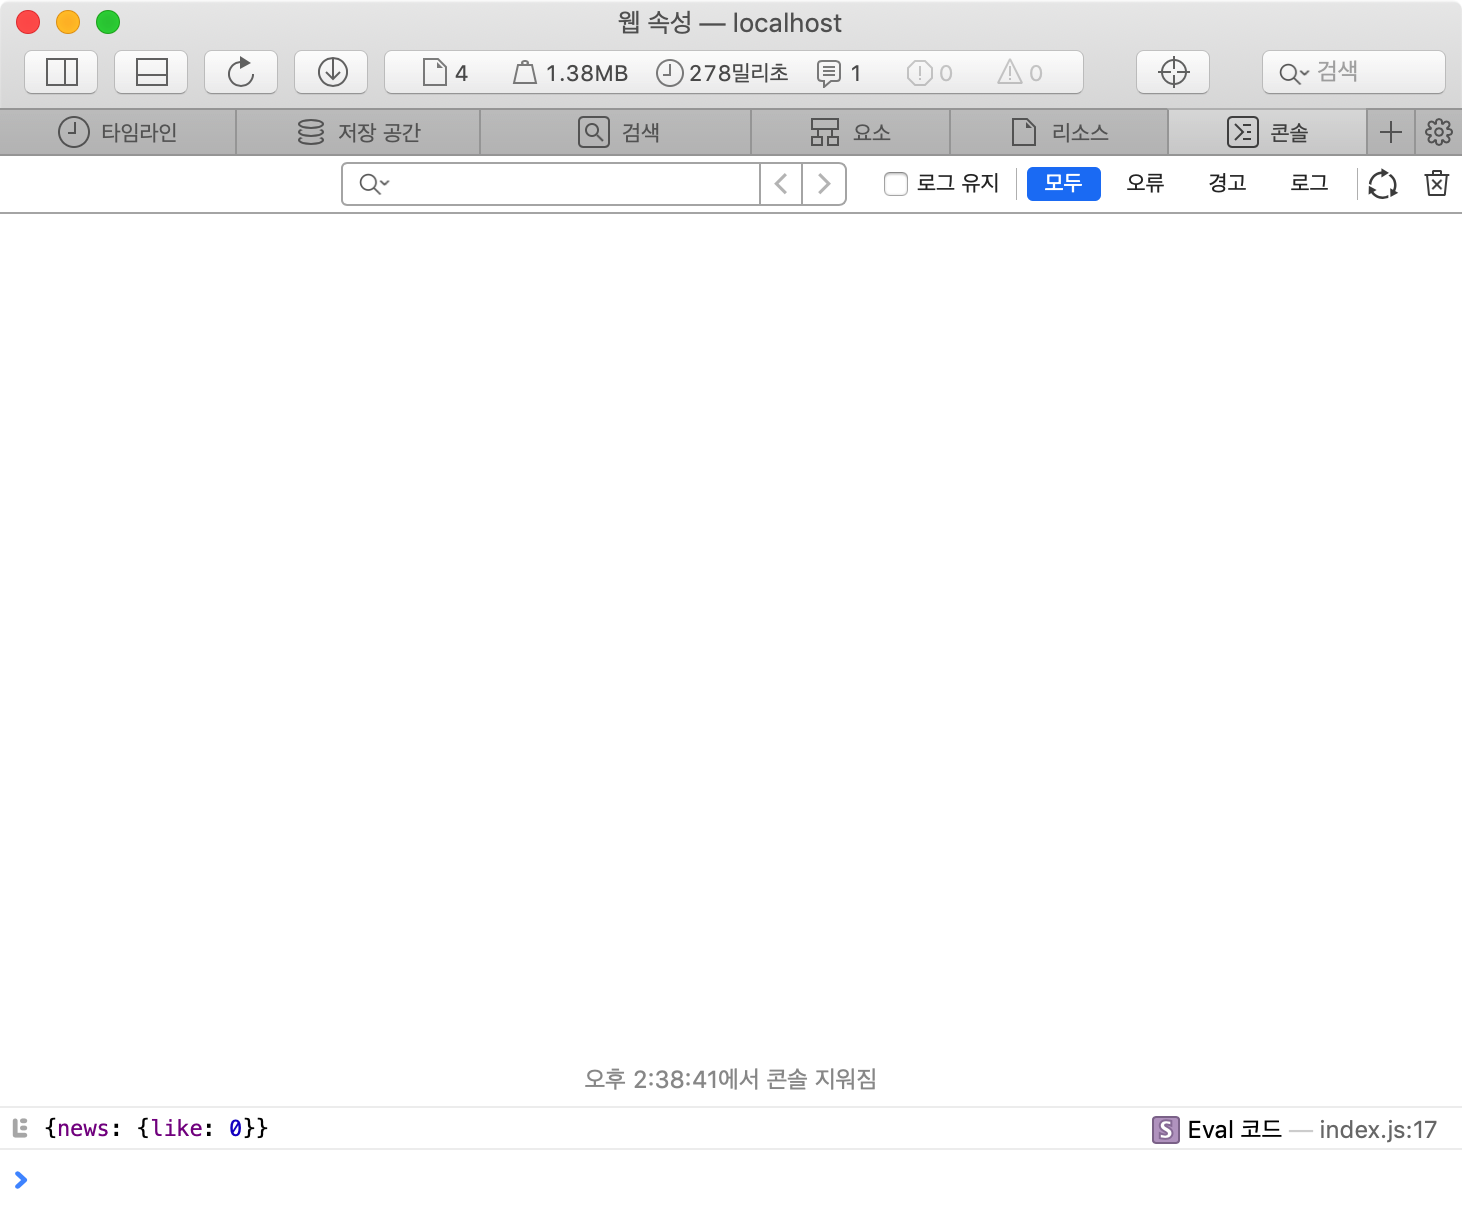 웹 속성 — localhost
4 1.38MB 278밀리초 1 0 0 검색
타임라인 저장 공간 검색 요소 리소스 콘솔
로그 유지 모두 오류 경고 로그
오후 2:38:41에서 콘솔 지워짐
{news: {like: 0}} S Eval 코드 — index.js:17